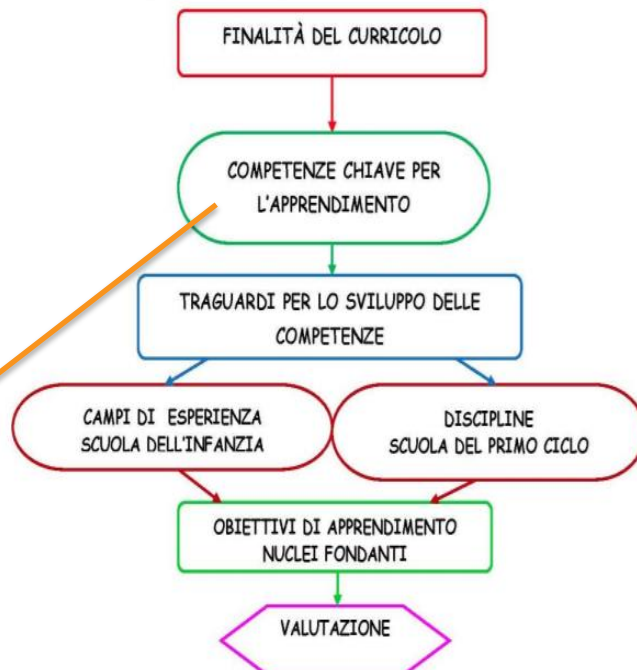 FINALITÀ DEL CURRICOLO
COMPETENZE CHIAVE PER
L'APPRENDIMENTO
TRAGUARDI PER LO SVILUPPO DELLE
COMPETENZE
CAMPI DI ESPERIENZA
SCUOLA DELL'INFANZIA
DISCIPLINE
SCUOLA DEL PRIMO CICLO
OBIETTIVI DI APPRENDIMENTO
NUCLEI FONDANTI
VALUTAZIONE